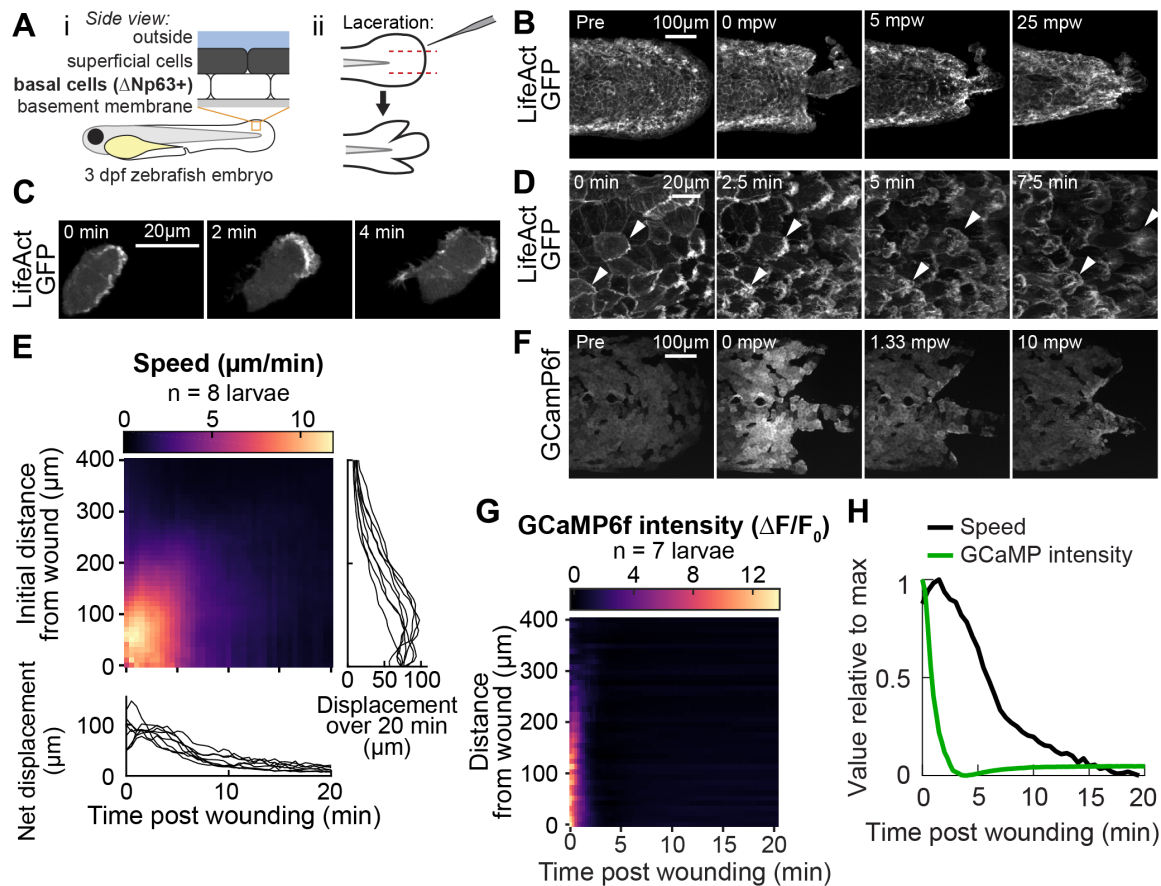 A
i
Side view:
outside
superficial cells
basal cells (ΔNp63+)
basement membrane
3 dpf zebrafish embryo
ii
Laceration:
B
LifeAct
GFP
Pre
100µm
0 mpw
5 mpw
25 mpw
C
LifeAct
GFP
0 min
20µm
2 min
4 min
D
LifeAct
GFP
0 min
20µm
2.5 min
5 min
7.5 min
E
Speed (µm/min)
n = 8 larvae
0
5
10
Initial distance
from wound (µm)
400
300
200
100
0
0
50
100
Displacement
over 20 min
(µm)
Net displacement
(µm)
100
0
0
10
20
Time post wounding (min)
F
GCamP6f
Pre
100µm
0 mpw
1.33 mpw
10 mpw
G
GCaMP6f intensity (ΔF/F0)
n = 7 larvae
0
4
8
12
Distance
from wound (µm)
400
300
200
100
0
0
5
10
15
20
Time post wounding (min)
H
Speed
GCaMP intensity
Value relative to max
1
0.5
0
0
5
10
15
20
Time post wounding (min)